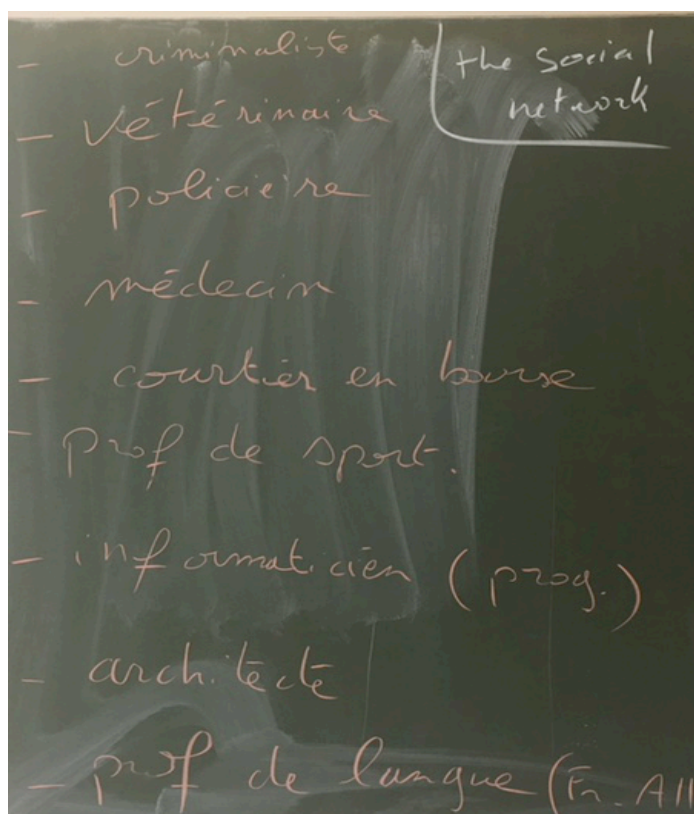 - criminaliste
the social
network
- vétérinaire
- policière
- médecin
- courtier en bourse
- prof de sport.
- informaticien (prog.)
- architecte
- prof de langue (Fr. All